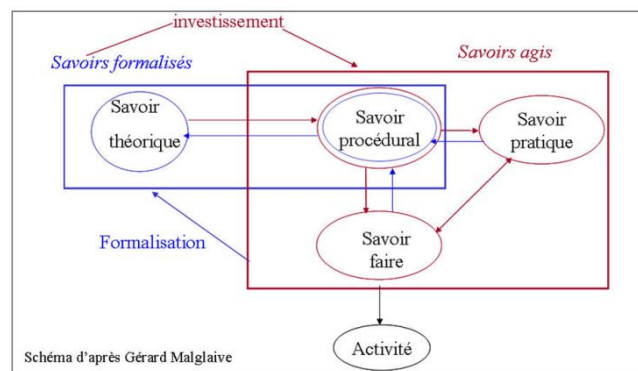 investissement
Savoirs formalisés
Savoirs agis
Savoir
théorique
Savoir
procédural
Savoir
pratique
Formalisation
Savoir
faire
Activité
Schéma d'après Gérard Malglaive